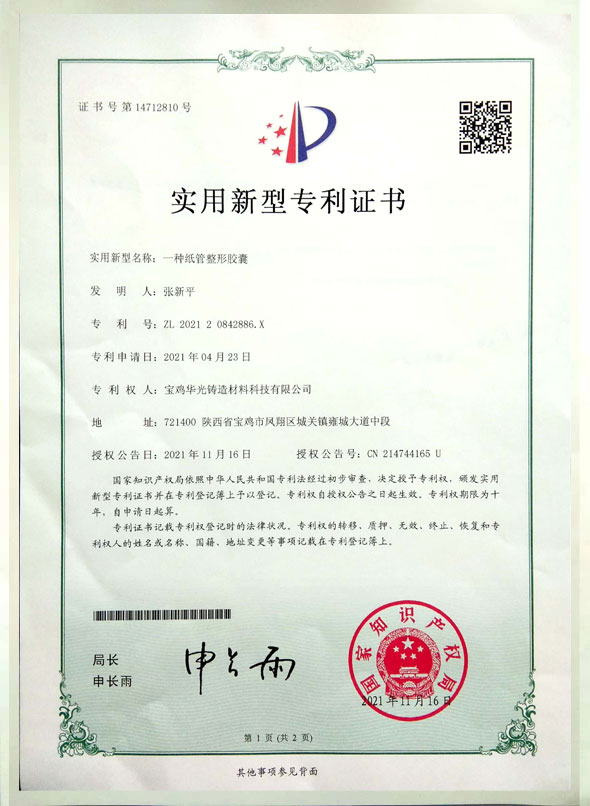 证书号第14712810号
实用新型专利证书
实用新型名称：一种纸管整形胶囊
发明人：张新平
专利号：ZL 2021 2 0842886.X
专利申请日：2021年04月23日
专利权人：宝鸡华光铸造材料科技有限公司
地址：721400 陕西省宝鸡市凤翔区城关镇雍城大道中段
授权公告日：2021年11月16日 授权公告号：CN 214744165 U
国家知识产权局依照中华人民共和国专利法经过初步审查，决定授予专利权，颁发实用
新型专利证书并在专利登记簿上予以登记。专利权自授权公告之日起生效。专利权期限为十
年，自申请日起算。
专利证书记载专利权登记时的法律状况。专利权的转移、质押、无效、终止、恢复和专
利权人的姓名或名称、国籍、地址变更等事项记载在专利登记簿上。
局长
申长雨
申长雨
国家知识产权局
2021年11月16日
第1页(共2页)
其他事项参见背面